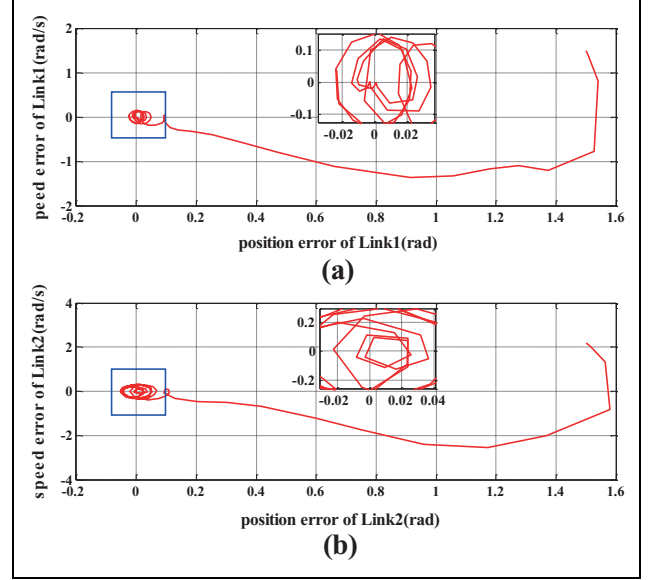 2
1
0
-1
-2
0.15
0.1
0
-0.1
-0.02 0 0.02
-0.2 0 0.2 0.4 0.6 0.8 1 1.2 1.4 1.6
peed error of Link1(rad/s)
position error of Link1(rad)
(a)
4
2
0
-2
-4
0.2
0
-0.2
-0.02 0 0.02 0.04
-0.2 0 0.2 0.4 0.6 0.8 1 1.2 1.4 1.6
speed error of Link2(rad/s)
position error of Link2(rad)
(b)